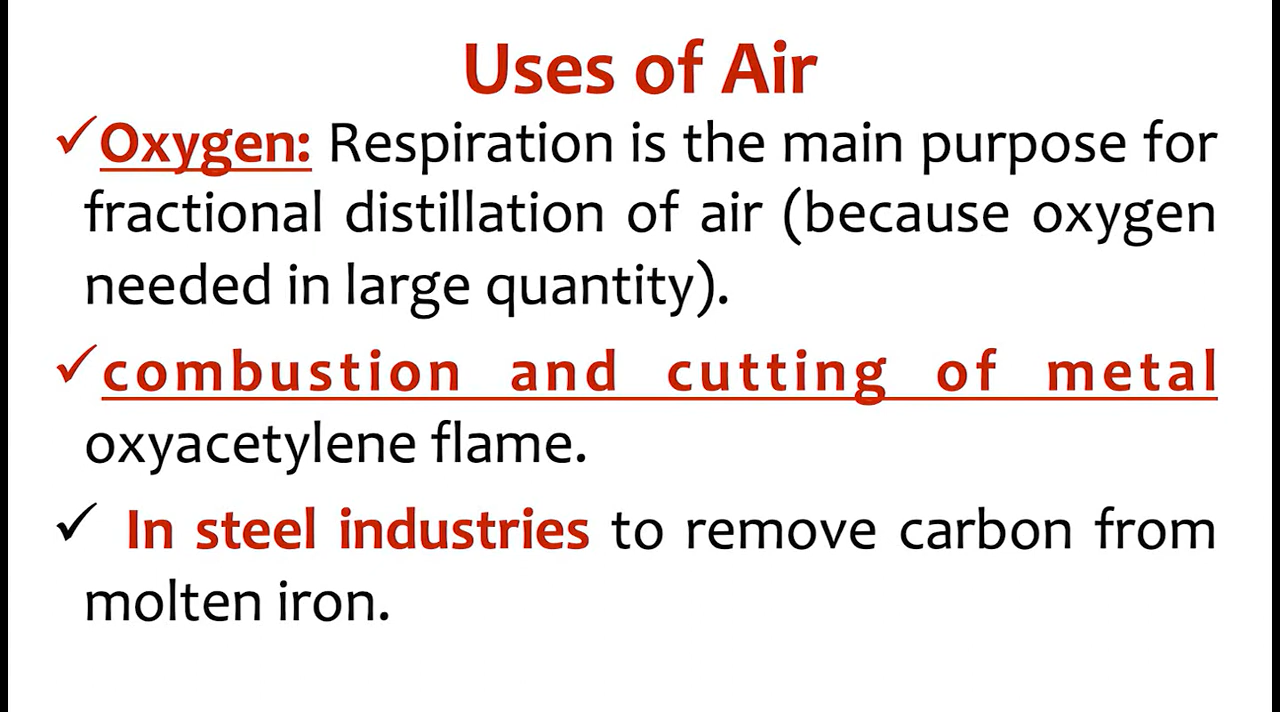 Uses of Air
✓Oxygen: Respiration is the main purpose for
fractional distillation of air (because oxygen
needed in large quantity).
✓combustion and cutting of metal
oxyacetylene flame.
✓ In steel industries to remove carbon from
molten iron.